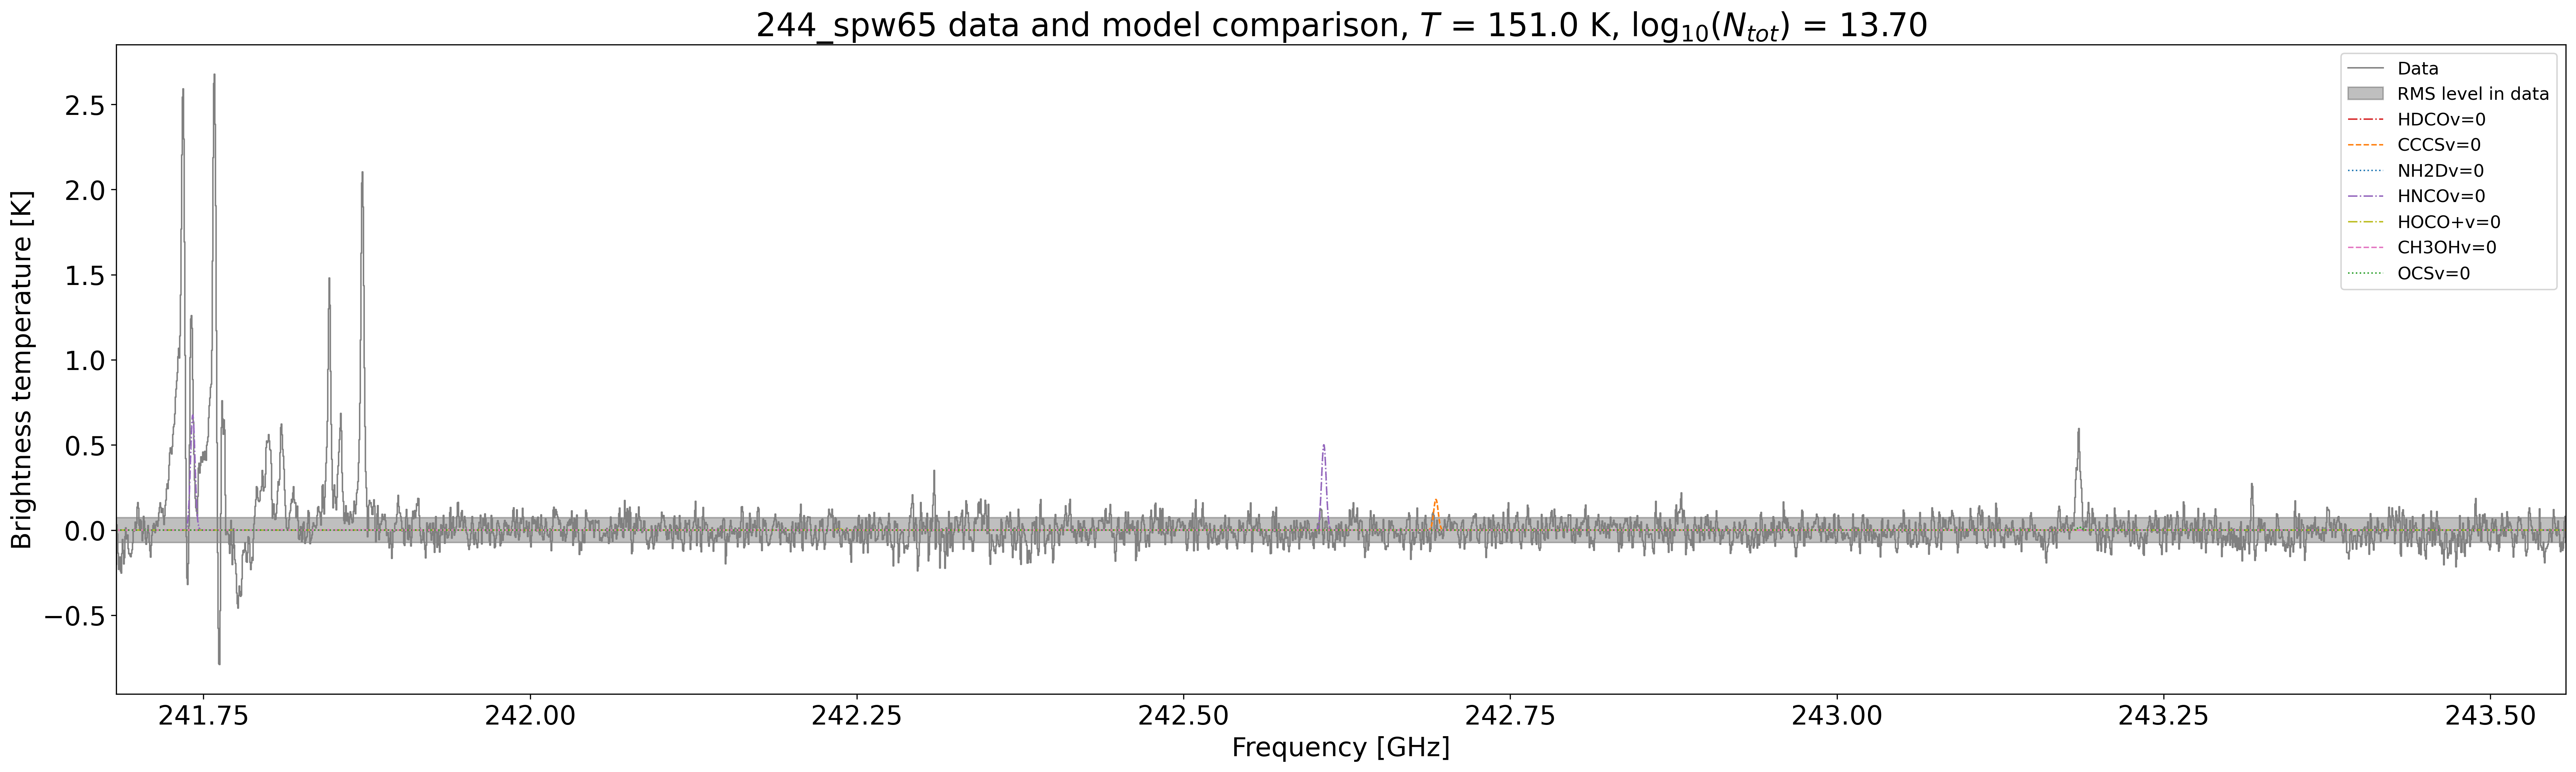 244_spw65 data and model comparison, T = 151.0 K, log10(Ntot) = 13.70
Brightness temperature [K]
2.5
2.0
1.5
1.0
0.5
0.0
−0.5
Data
RMS level in data
HDCOv=0
CCCSv=0
NH2Dv=0
HNCOv=0
HOCO+v=0
CH3OHv=0
OCSv=0
241.75 242.00 242.25 242.50 242.75 243.00 243.25 243.50
Frequency [GHz]